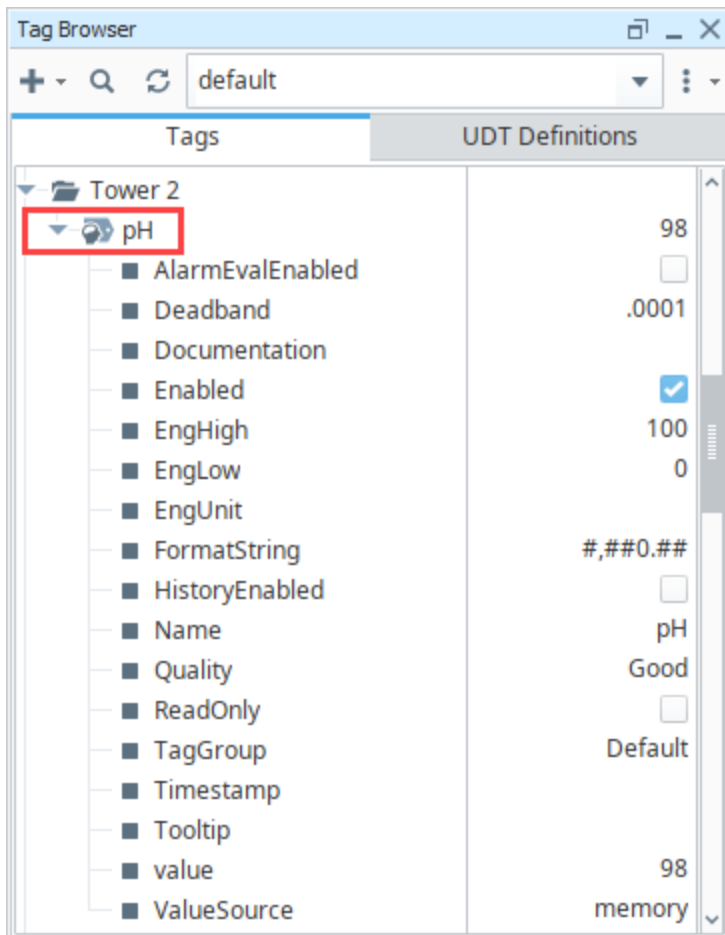 Tag Browser
default
Tags UDT Definitions
Tower 2
pH 98
AlarmEvalEnabled
Deadband .0001
Documentation
Enabled
EngHigh 100
EngLow 0
EngUnit
FormatString #,##0.##
HistoryEnabled
Name pH
Quality Good
ReadOnly
TagGroup Default
Timestamp
Tooltip
value 98
ValueSource memory